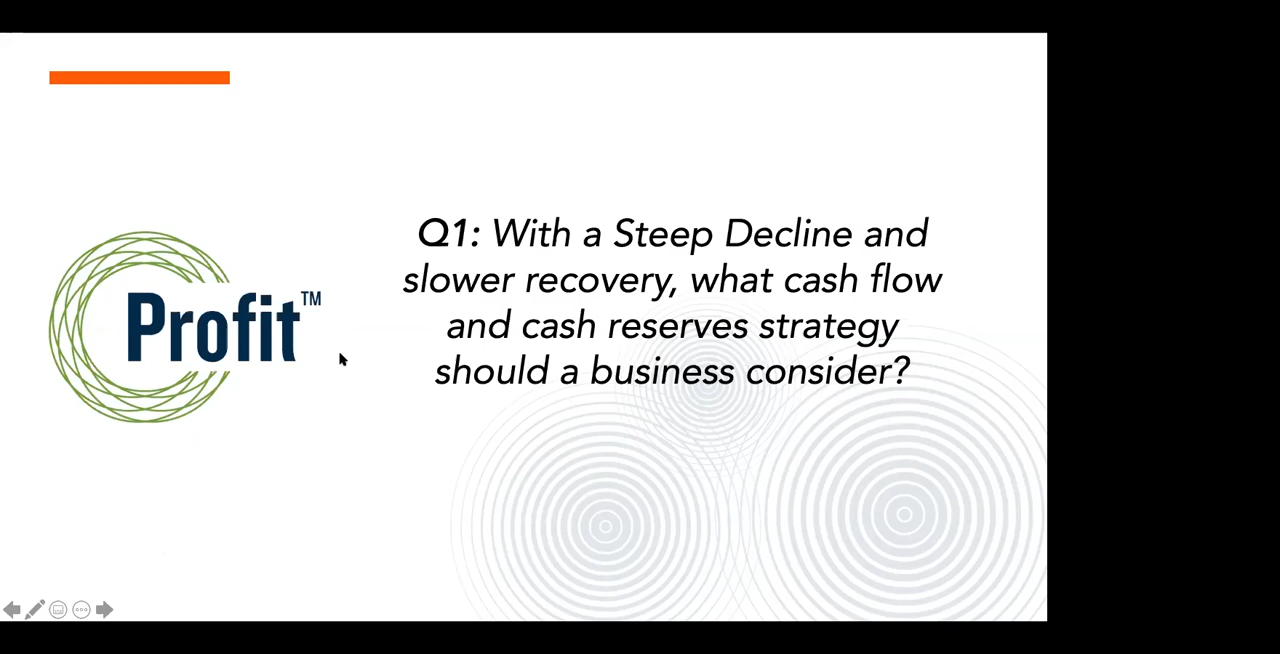 Profit™
Q1: With a Steep Decline and
slower recovery, what cash flow
and cash reserves strategy
should a business consider?